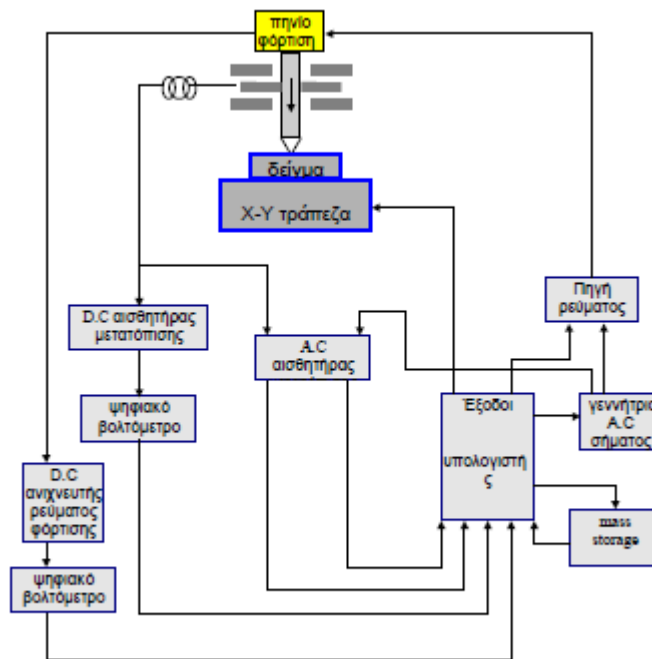 πηνίο
φόρτιση
δείγμα
Χ-Υ τράπεζα
Πηγή
ρεύματος
D.C αισθητήρας
μετατόπισης
A.C
αισθητήρας
ψηφιακό
βολτόμετρο
Έξοδοι
υπολογιστή
ς
γεννήτρια
A.C
σήματος
D.C
ανιχνευτής
ρεύματος
φόρτισης
mass
storage
ψηφιακό
βολτόμετρο